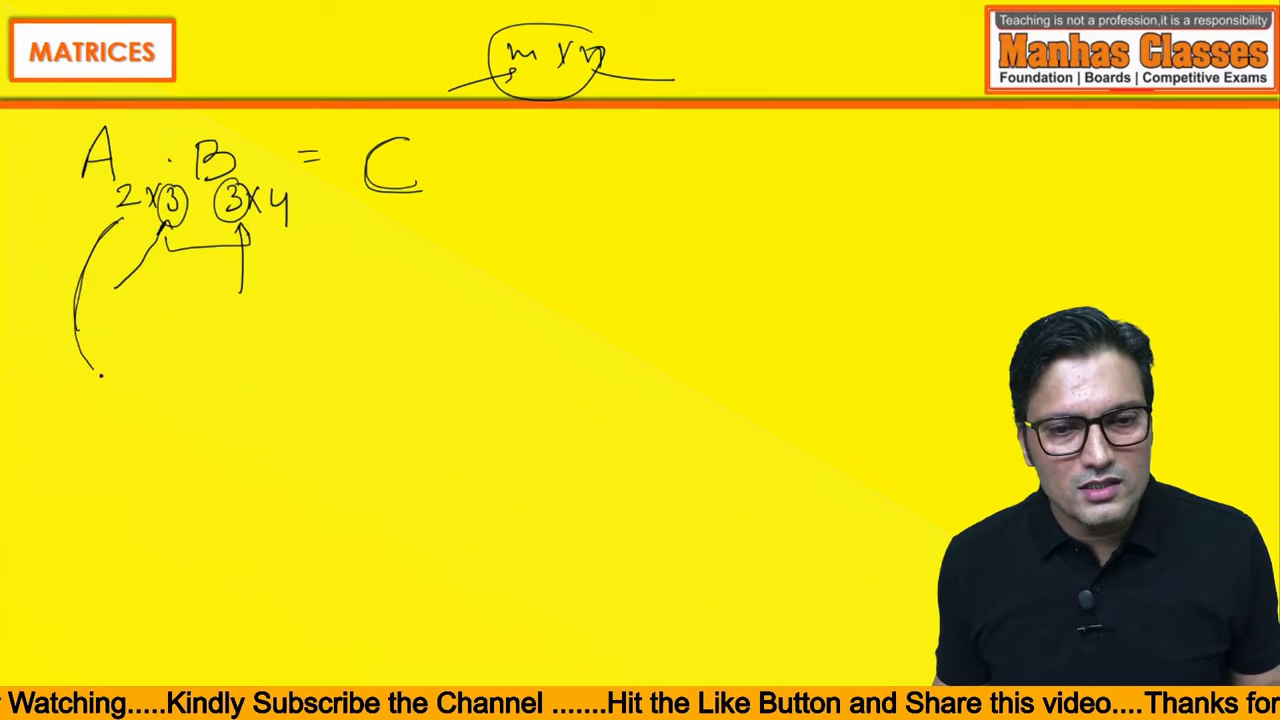 MATRICES
m × n
Teaching is not a profession,it is a responsibility
Manhas Classes
Foundation | Boards | Competitive Exams
A · B = C
2×3 3×4
Watching.....Kindly Subscribe the Channel .......Hit the Like Button and Share this video....Thanks for